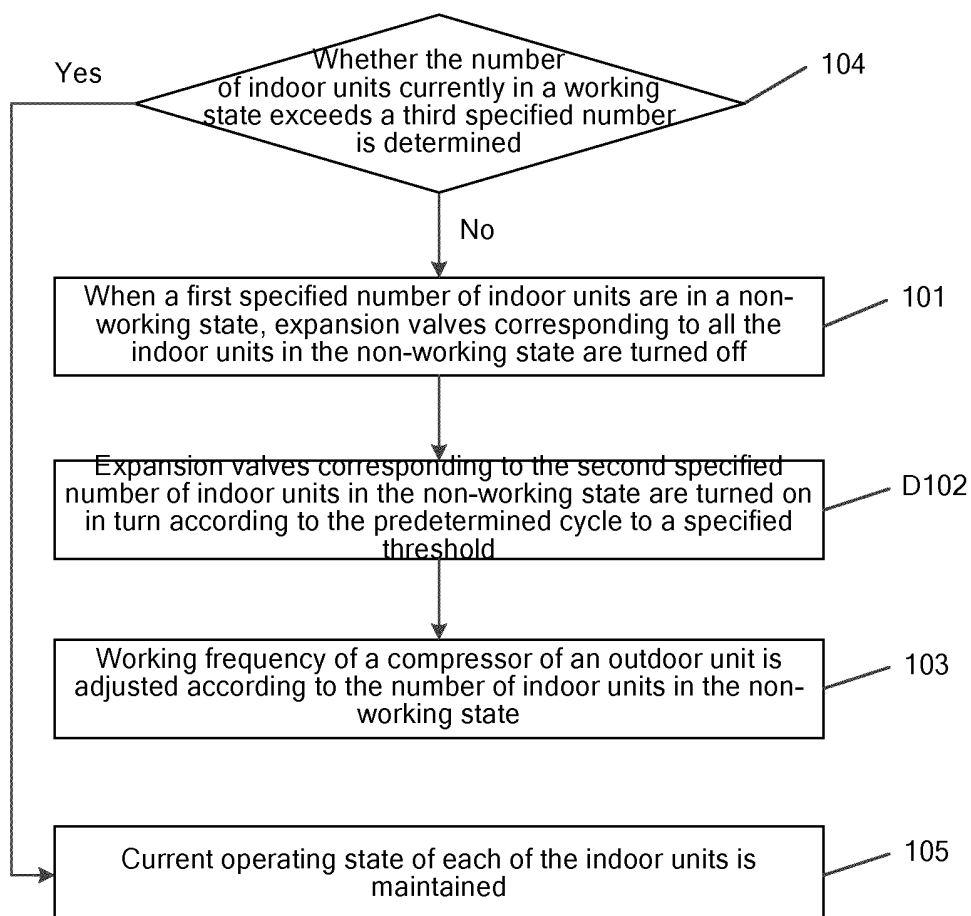 Whether the number
of indoor units currently in a working
state exceeds a third specified number
is determined
104
Yes
No
When a first specified number of indoor units are in a non-
working state, expansion valves corresponding to all the
indoor units in the non-working state are turned off
101
Expansion valves corresponding to the second specified
number of indoor units in the non-working state are turned on
in turn according to the predetermined cycle to a specified
threshold
D102
Working frequency of a compressor of an outdoor unit is
adjusted according to the number of indoor units in the non-
working state
103
Current operating state of each of the indoor units is
maintained
105